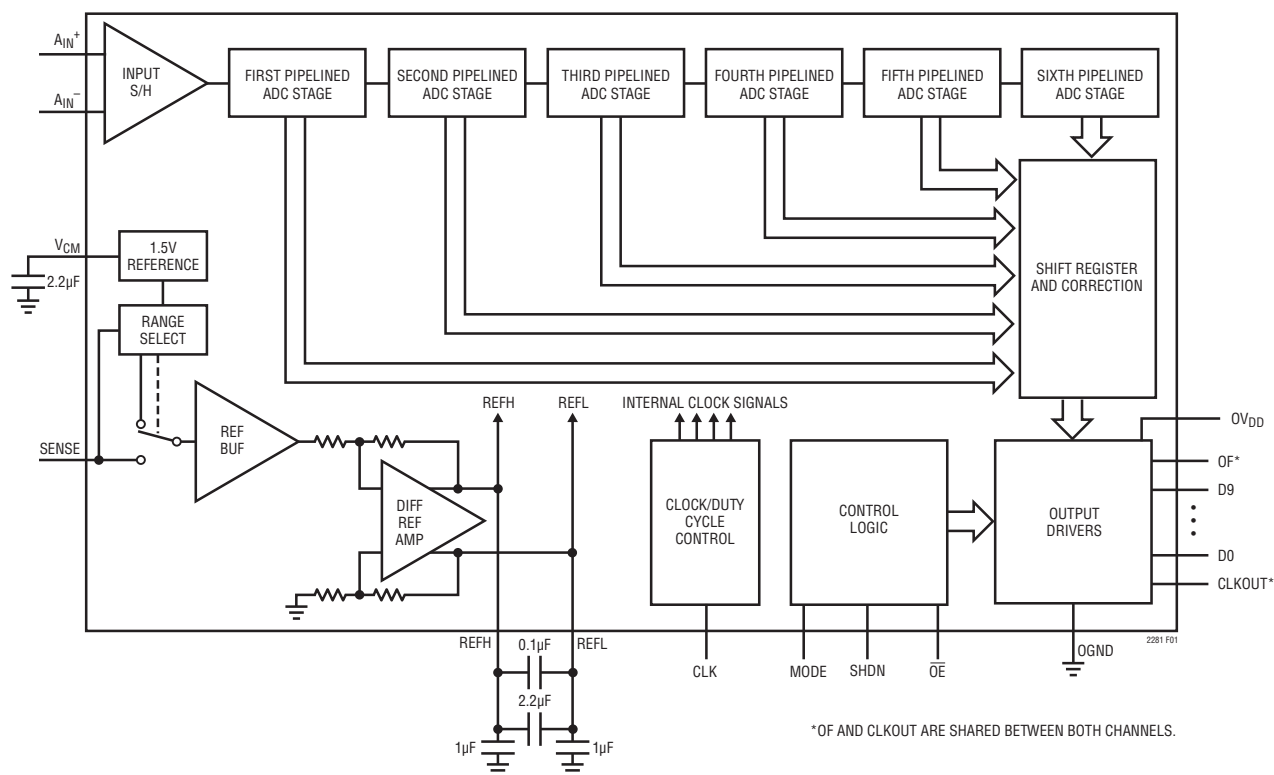 AIN+
AIN–
INPUT
S/H
FIRST PIPELINED
ADC STAGE
SECOND PIPELINED
ADC STAGE
THIRD PIPELINED
ADC STAGE
FOURTH PIPELINED
ADC STAGE
FIFTH PIPELINED
ADC STAGE
SIXTH PIPELINED
ADC STAGE
SHIFT REGISTER
AND CORRECTION
VCM
2.2µF
1.5V
REFERENCE
RANGE
SELECT
SENSE
REF
BUF
DIFF
REF
AMP
REFH
REFL
INTERNAL CLOCK SIGNALS
CLOCK/DUTY
CYCLE
CONTROL
CONTROL
LOGIC
OUTPUT
DRIVERS
OVDD
OF*
D9
D0
CLKOUT*
2281 F01
REFH
0.1µF
REFL
2.2µF
1µF
1µF
CLK
MODE
SHDN
O̅E̅
OGND
*OF AND CLKOUT ARE SHARED BETWEEN BOTH CHANNELS.